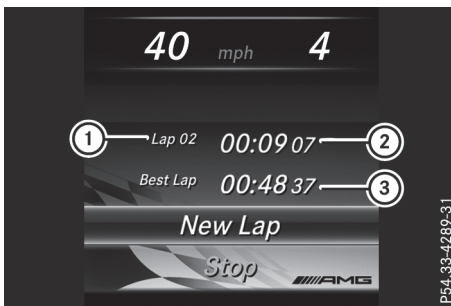 40 mph 4
1 Lap 02 00:09 07 2
Best Lap 00:48 37 3
New Lap
Stop
AMG
P54.33-4289-31